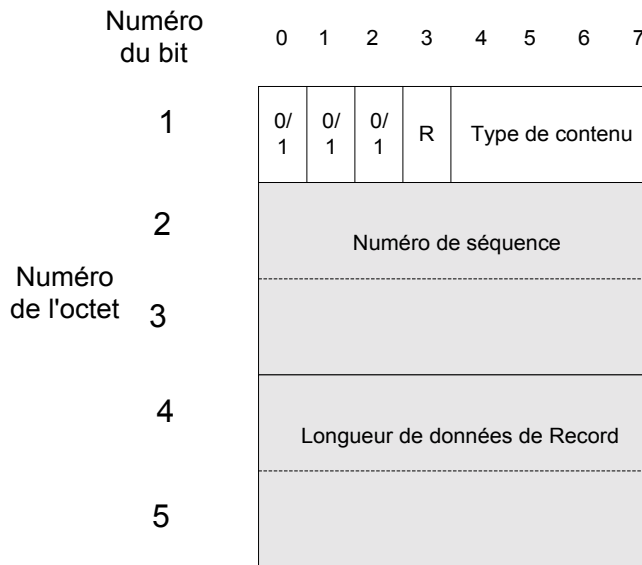 Numéro
du bit
0 1 2 3 4 5 6 7
1
0/
1
0/
1
0/
1
R
Type de contenu
2
Numéro de séquence
Numéro
de l'octet
3
4
Longueur de données de Record
5